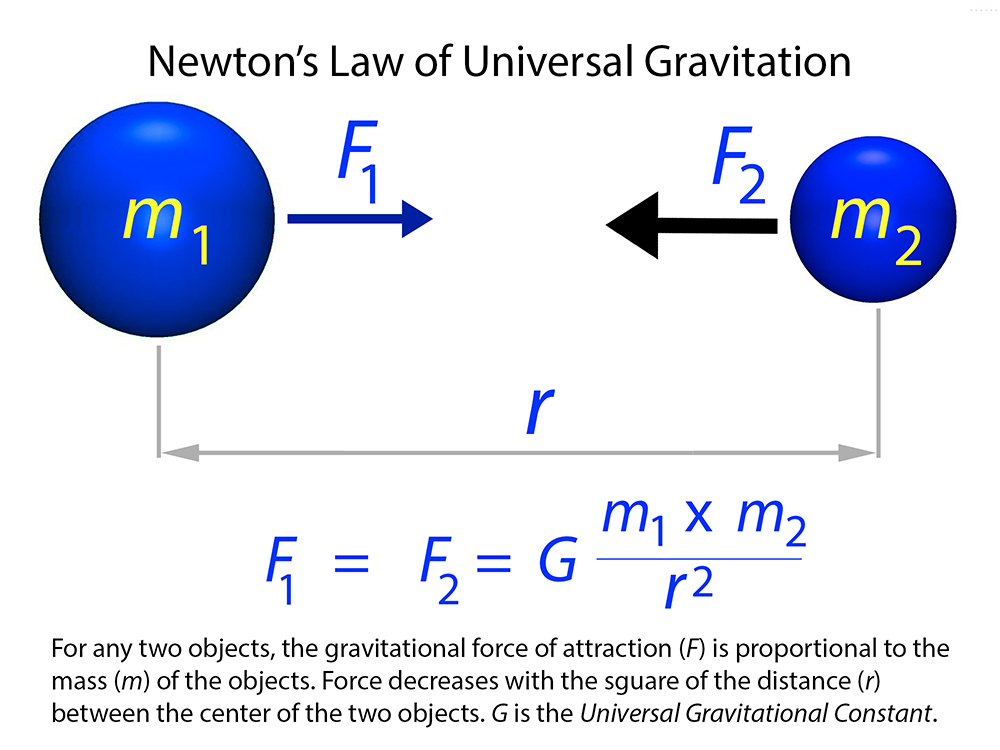 Newton’s Law of Universal Gravitation
F1
F2
m1
m2
r
F1 = F2 = G m1 x m2 / r2
For any two objects, the gravitational force of attraction (F) is proportional to the
mass (m) of the objects. Force decreases with the sguare of the distance (r)
between the center of the two objects. G is the Universal Gravitational Constant.